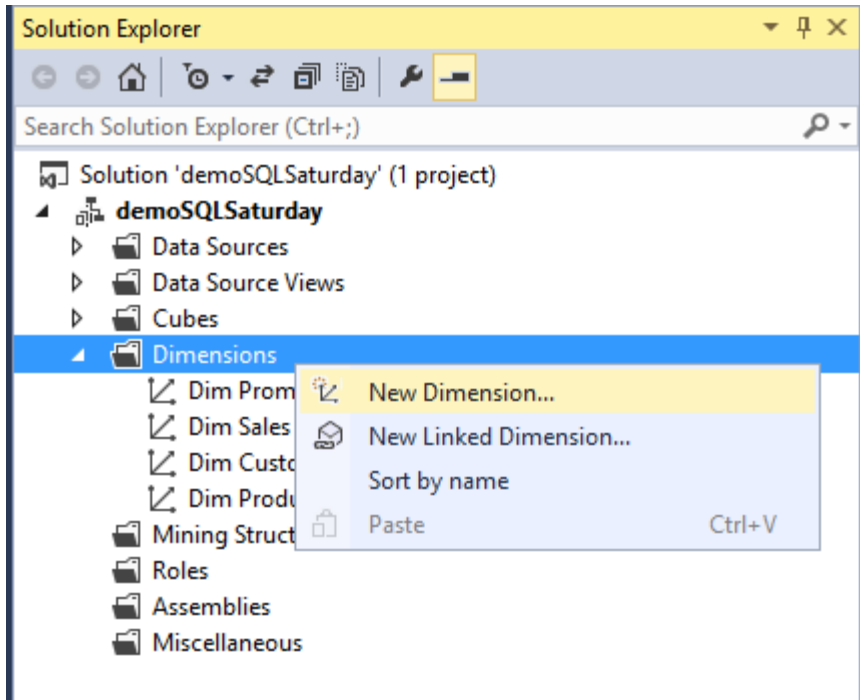 Solution Explorer
Search Solution Explorer (Ctrl+;)
Solution 'demoSQLSaturday' (1 project)
demoSQLSaturday
Data Sources
Data Source Views
Cubes
Dimensions
Dim Prom
New Dimension...
Dim Sales
New Linked Dimension...
Dim Custo
Sort by name
Dim Produ
Paste Ctrl+V
Mining Struct
Roles
Assemblies
Miscellaneous